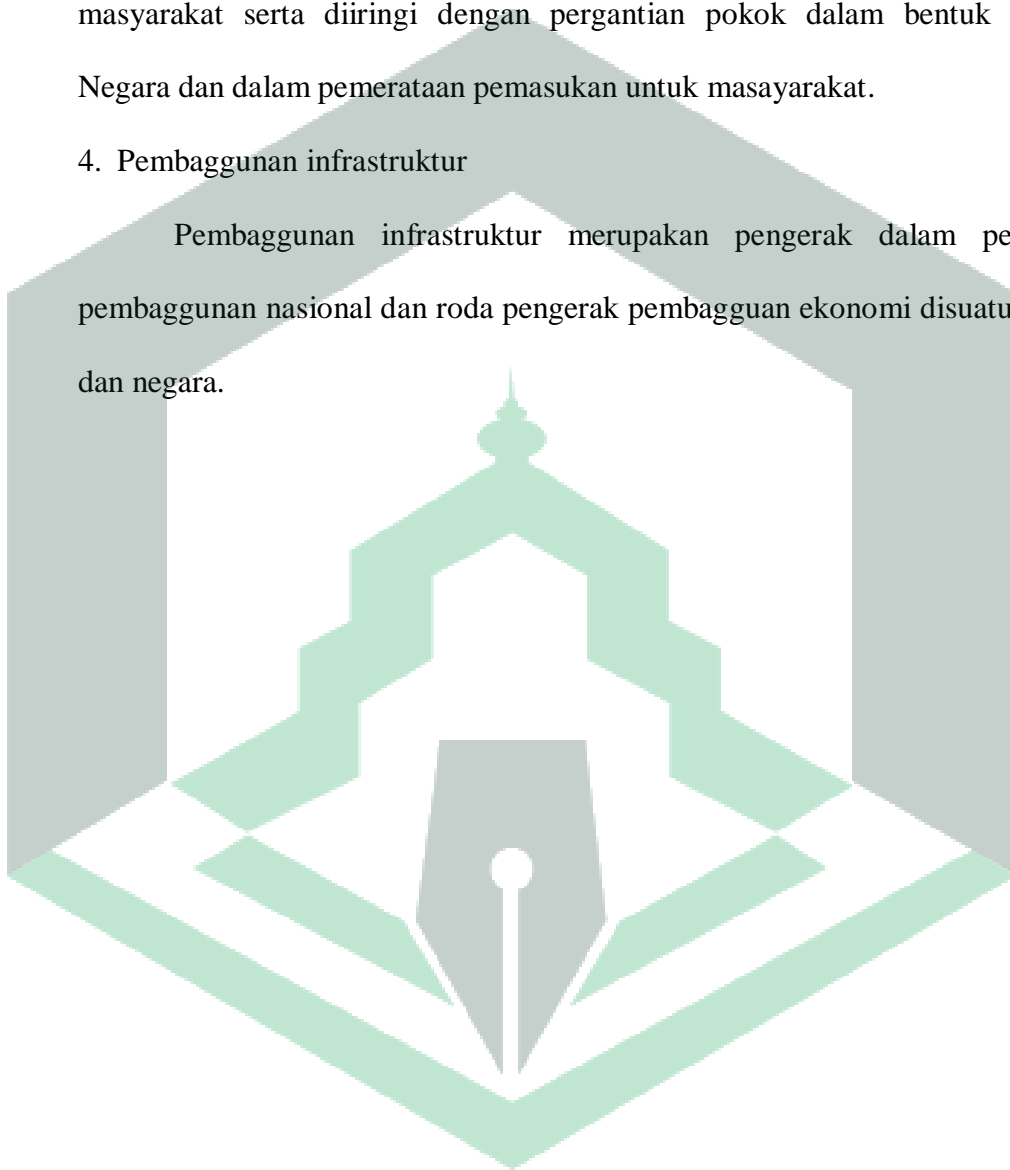 masyarakat serta diiringi dengan pergantian pokok dalam bentuk
Negara dan dalam pemerataan pemasukan untuk masayarakat.
4. Pembaggunan infrastruktur
Pembaggunan infrastruktur merupakan pengerak dalam pe
pembaggunan nasional dan roda pengerak pembagguan ekonomi disuatu
dan negara.